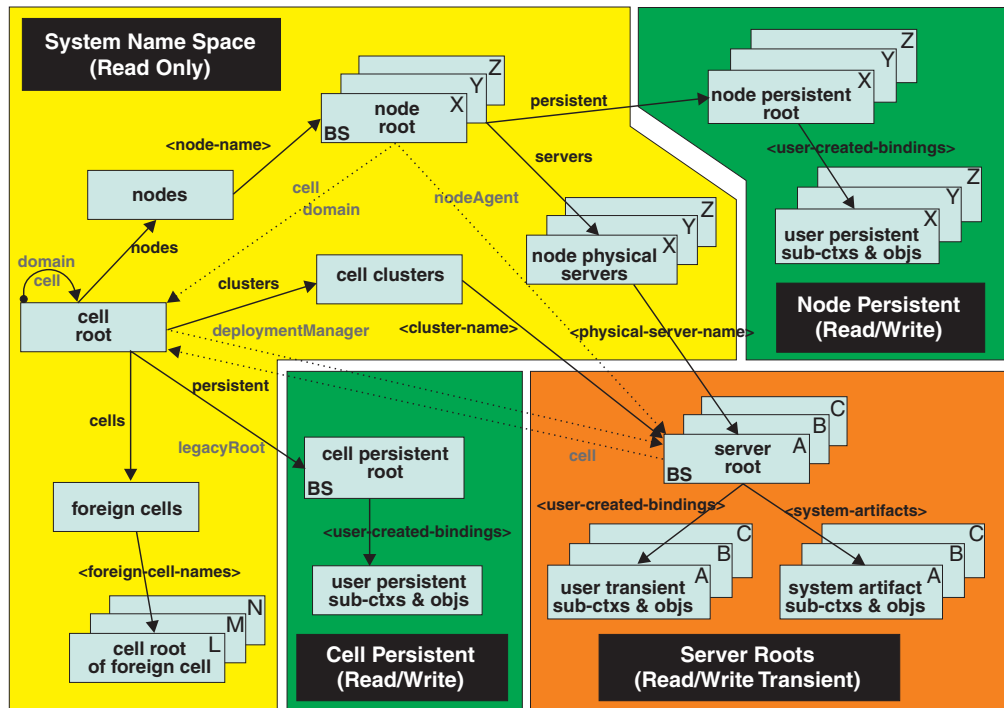 System Name Space
(Read Only)
Z
Y
X
node
root
BS
persistent
Z
Y
X
node persistent
root
<node-name>
servers
<user-created-bindings>
nodes
cell
domain
nodeAgent
Z
Y
X
node physical
servers
Z
Y
X
user persistent
sub-ctxs & objs
nodes
domain
cell
clusters
cell clusters
Node Persistent
(Read/Write)
cell
root
deploymentManager
<cluster-name>
<physical-server-name>
persistent
cells
legacyRoot
cell persistent
root
BS
cell
C
B
A
server
root
BS
foreign cells
<user-created-bindings>
<user-created-bindings>
<system-artifacts>
<foreign-cell-names>
user persistent
sub-ctxs & objs
C
B
A
user transient
sub-ctxs & objs
C
B
A
system artifact
sub-ctxs & objs
N
M
L
cell root
of foreign cell
Cell Persistent
(Read/Write)
Server Roots
(Read/Write Transient)